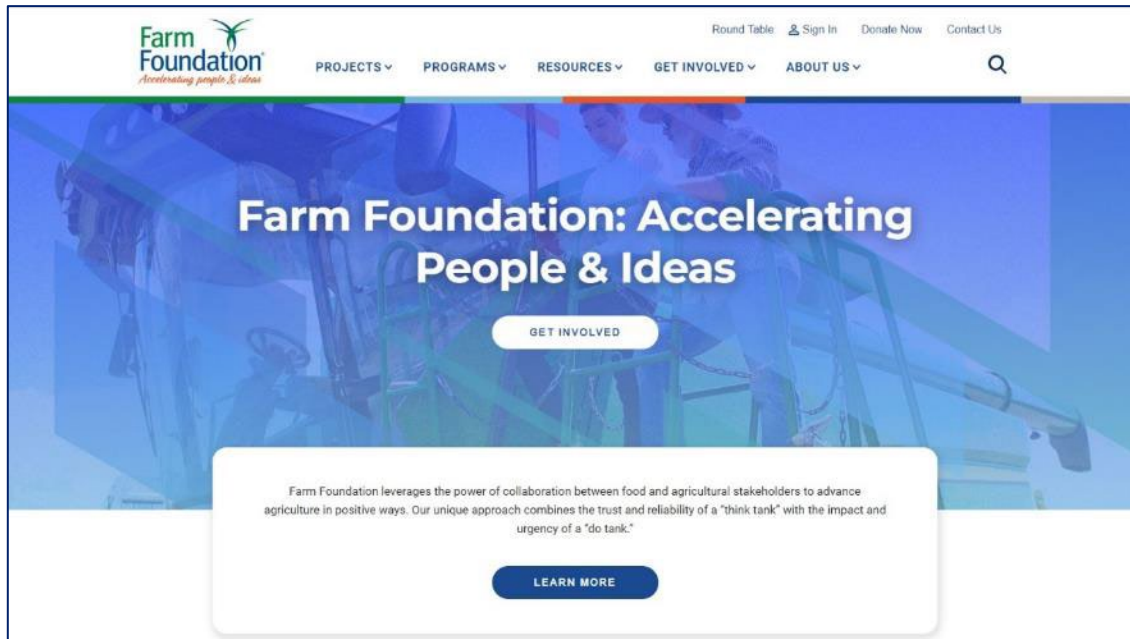 Farm
Foundation®
Accelerating people & ideas
Round Table
Sign In
Donate Now
Contact Us
PROJECTS
PROGRAMS
RESOURCES
GET INVOLVED
ABOUT US
Farm Foundation: Accelerating
People & Ideas
GET INVOLVED
Farm Foundation leverages the power of collaboration between food and agricultural stakeholders to advance
agriculture in positive ways. Our unique approach combines the trust and reliability of a "think tank" with the impact and
urgency of a "do tank."
LEARN MORE